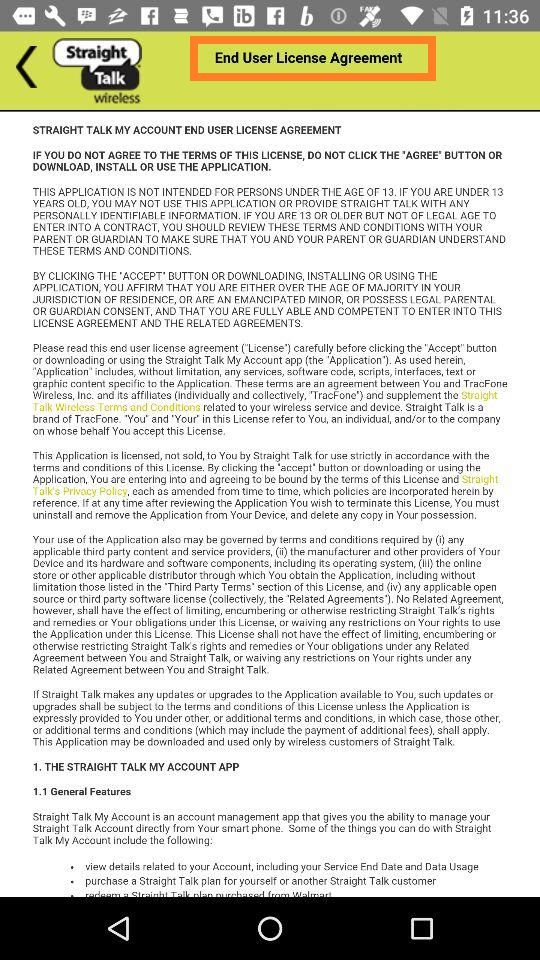 11:36
Straight
Talk
wireless
End User License Agreement
STRAIGHT TALK MY ACCOUNT END USER LICENSE AGREEMENT
IF YOU DO NOT AGREE TO THE TERMS OF THIS LICENSE, DO NOT CLICK THE "AGREE" BUTTON OR
DOWNLOAD, INSTALL OR USE THE APPLICATION.
THIS APPLICATION IS NOT INTENDED FOR PERSONS UNDER THE AGE OF 13. IF YOU ARE UNDER 13
YEARS OLD, YOU MAY NOT USE THIS APPLICATION OR PROVIDE STRAIGHT TALK WITH ANY
PERSONALLY IDENTIFIABLE INFORMATION. IF YOU ARE 13 OR OLDER BUT NOT OF LEGAL AGE TO
ENTER INTO A CONTRACT, YOU SHOULD REVIEW THESE TERMS AND CONDITIONS WITH YOUR
PARENT OR GUARDIAN TO MAKE SURE THAT YOU AND YOUR PARENT OR GUARDIAN UNDERSTAND
THESE TERMS AND CONDITIONS.
BY CLICKING THE "ACCEPT" BUTTON OR DOWNLOADING, INSTALLING OR USING THE
APPLICATION, YOU AFFIRM THAT YOU ARE EITHER OVER THE AGE OF MAJORITY IN YOUR
JURISDICTION OF RESIDENCE, OR ARE AN EMANCIPATED MINOR, OR POSSESS LEGAL PARENTAL
OR GUARDIAN CONSENT, AND THAT YOU ARE FULLY ABLE AND COMPETENT TO ENTER INTO THIS
LICENSE AGREEMENT AND THE RELATED AGREEMENTS.
Please read this end user license agreement ("License") carefully before clicking the "Accept" button
or downloading or using the Straight Talk My Account app (the "Application"). As used herein,
"Application" includes, without limitation, any services, software code, scripts, interfaces, text or
graphic content specific to the Application. These terms are an agreement between You and TracFone
Wireless, Inc. and its affiliates (individually and collectively, "TracFone") and supplement the Straight
Talk Wireless Terms and Conditions related to your wireless service and device. Straight Talk is a
brand of TracFone. "You" and "Your" in this License refer to You, an individual, and/or to the company
on whose behalf You accept this License.
This Application is licensed, not sold, to You by Straight Talk for use strictly in accordance with the
terms and conditions of this License. By clicking the "accept" button or downloading or using the
Application, You are entering into and agreeing to be bound by the terms of this License and Straight
Talk's Privacy Policy, each as amended from time to time, which policies are incorporated herein by
reference. If at any time after reviewing the Application You wish to terminate this License, You must
uninstall and remove the Application from Your Device, and delete any copy in Your possession.
Your use of the Application also may be governed by terms and conditions required by (i) any
applicable third party content and service providers, (ii) the manufacturer and other providers of Your
Device and its hardware and software components, including its operating system, (iii) the online
store or other applicable distributor through which You obtain the Application, including without
limitation those listed in the "Third Party Terms" section of this License, and (iv) any applicable open
source or third party software license (collectively, the "Related Agreements"). No Related Agreement,
however, shall have the effect of limiting, encumbering or otherwise restricting Straight Talk's rights
and remedies or Your obligations under this License, or waiving any restrictions on Your rights to use
the Application under this License. This License shall not have the effect of limiting, encumbering or
otherwise restricting Straight Talk's rights and remedies or Your obligations under any Related
Agreement between You and Straight Talk, or waiving any restrictions on Your rights under any
Related Agreement between You and Straight Talk.
If Straight Talk makes any updates or upgrades to the Application available to You, such updates or
upgrades shall be subject to the terms and conditions of this License unless the Application is
expressly provided to You under other, or additional terms and conditions, in which case, those other,
or additional terms and conditions (which may include the payment of additional fees), shall apply.
This Application may be downloaded and used only by wireless customers of Straight Talk.
1. THE STRAIGHT TALK MY ACCOUNT APP
1.1 General Features
Straight Talk My Account is an account management app that gives you the ability to manage your
Straight Talk Account directly from Your smart phone. Some of the things you can do with Straight
Talk My Account include the following:
• view details related to your Account, including your Service End Date and Data Usage
• purchase a Straight Talk plan for yourself or another Straight Talk customer
• redeem a Straight Talk plan purchased from Walmart